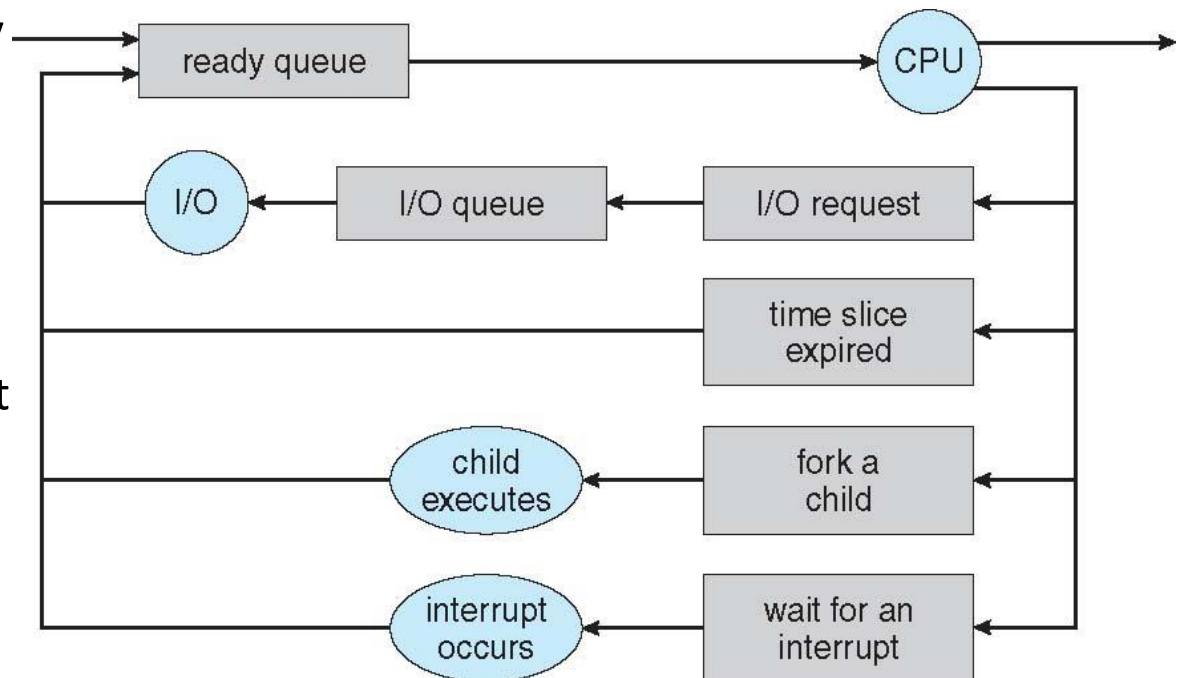 ready queue
CPU
I/O
I/O queue
I/O request
time slice
expired
t
child
executes
fork a
child
interrupt
occurs
wait for an
interrupt